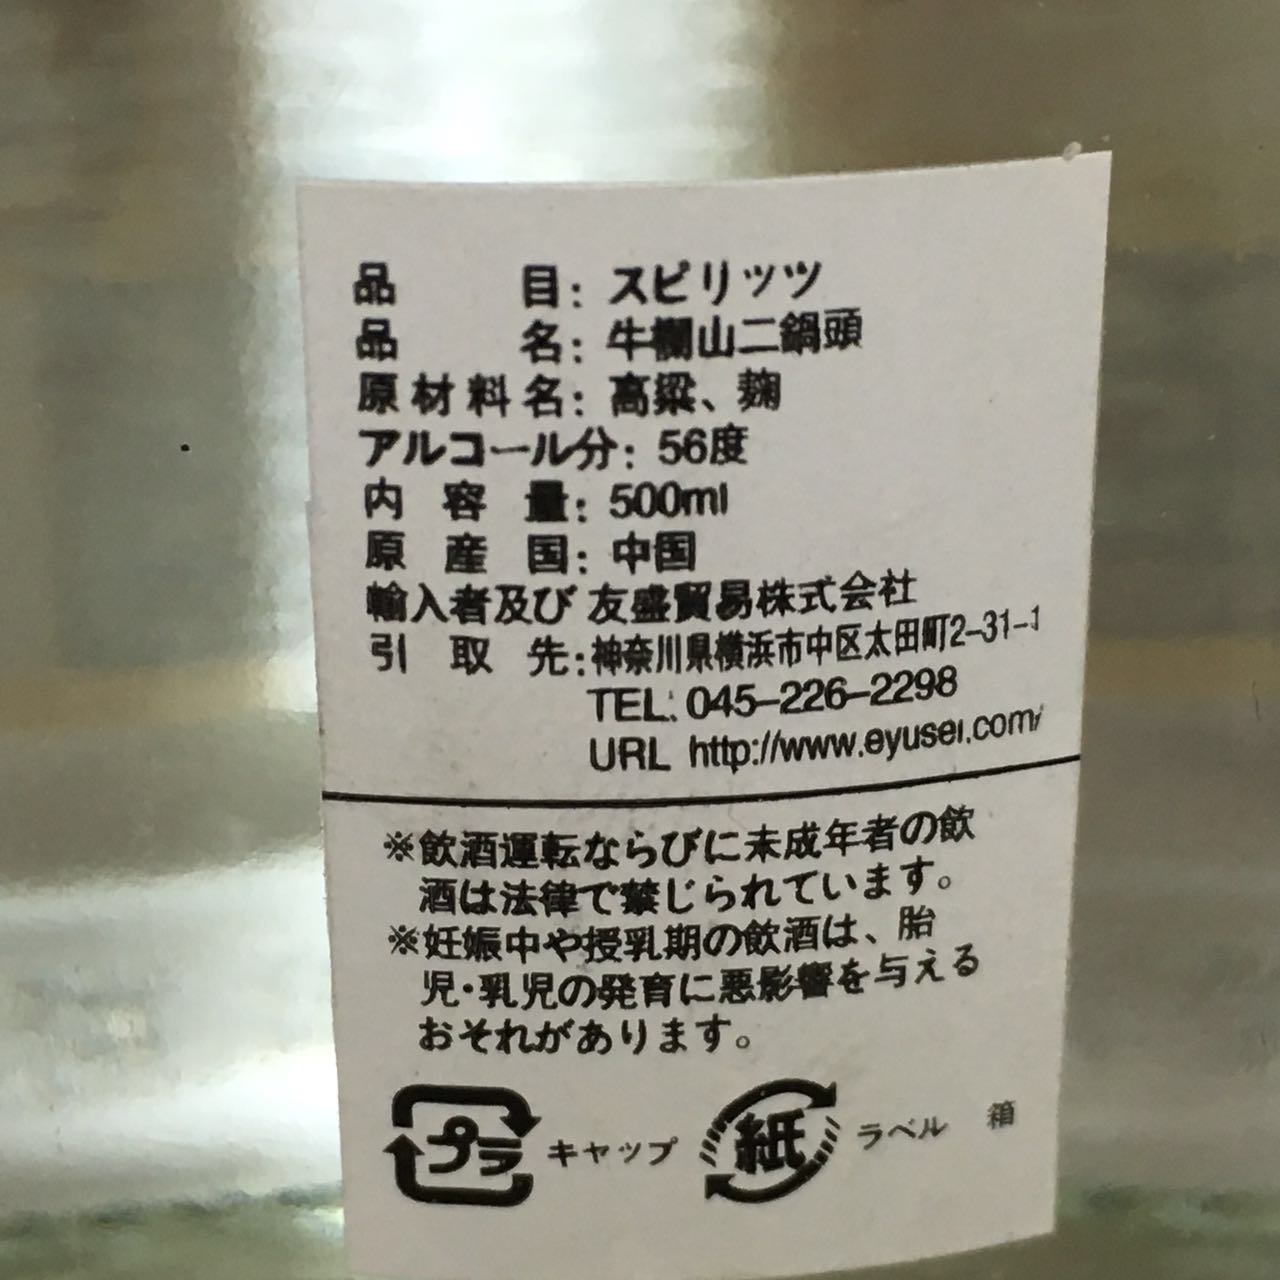 品目: スピリッツ
品名: 牛欄山二鍋頭
原材料名: 高粱、麹
アルコール分: 56度
内容量: 500ml
原産国: 中国
輸入者及び 友盛貿易株式会社
引取先: 神奈川県横浜市中区太田町2-31-1
TEL: 045-226-2298
URL http://www.eyusei.com/
※飲酒運転ならびに未成年者の飲
酒は法律で禁じられています。
※妊娠中や授乳期の飲酒は、胎
児・乳児の発育に悪影響を与える
おそれがあります。
プラ キャップ 紙 ラベル 箱